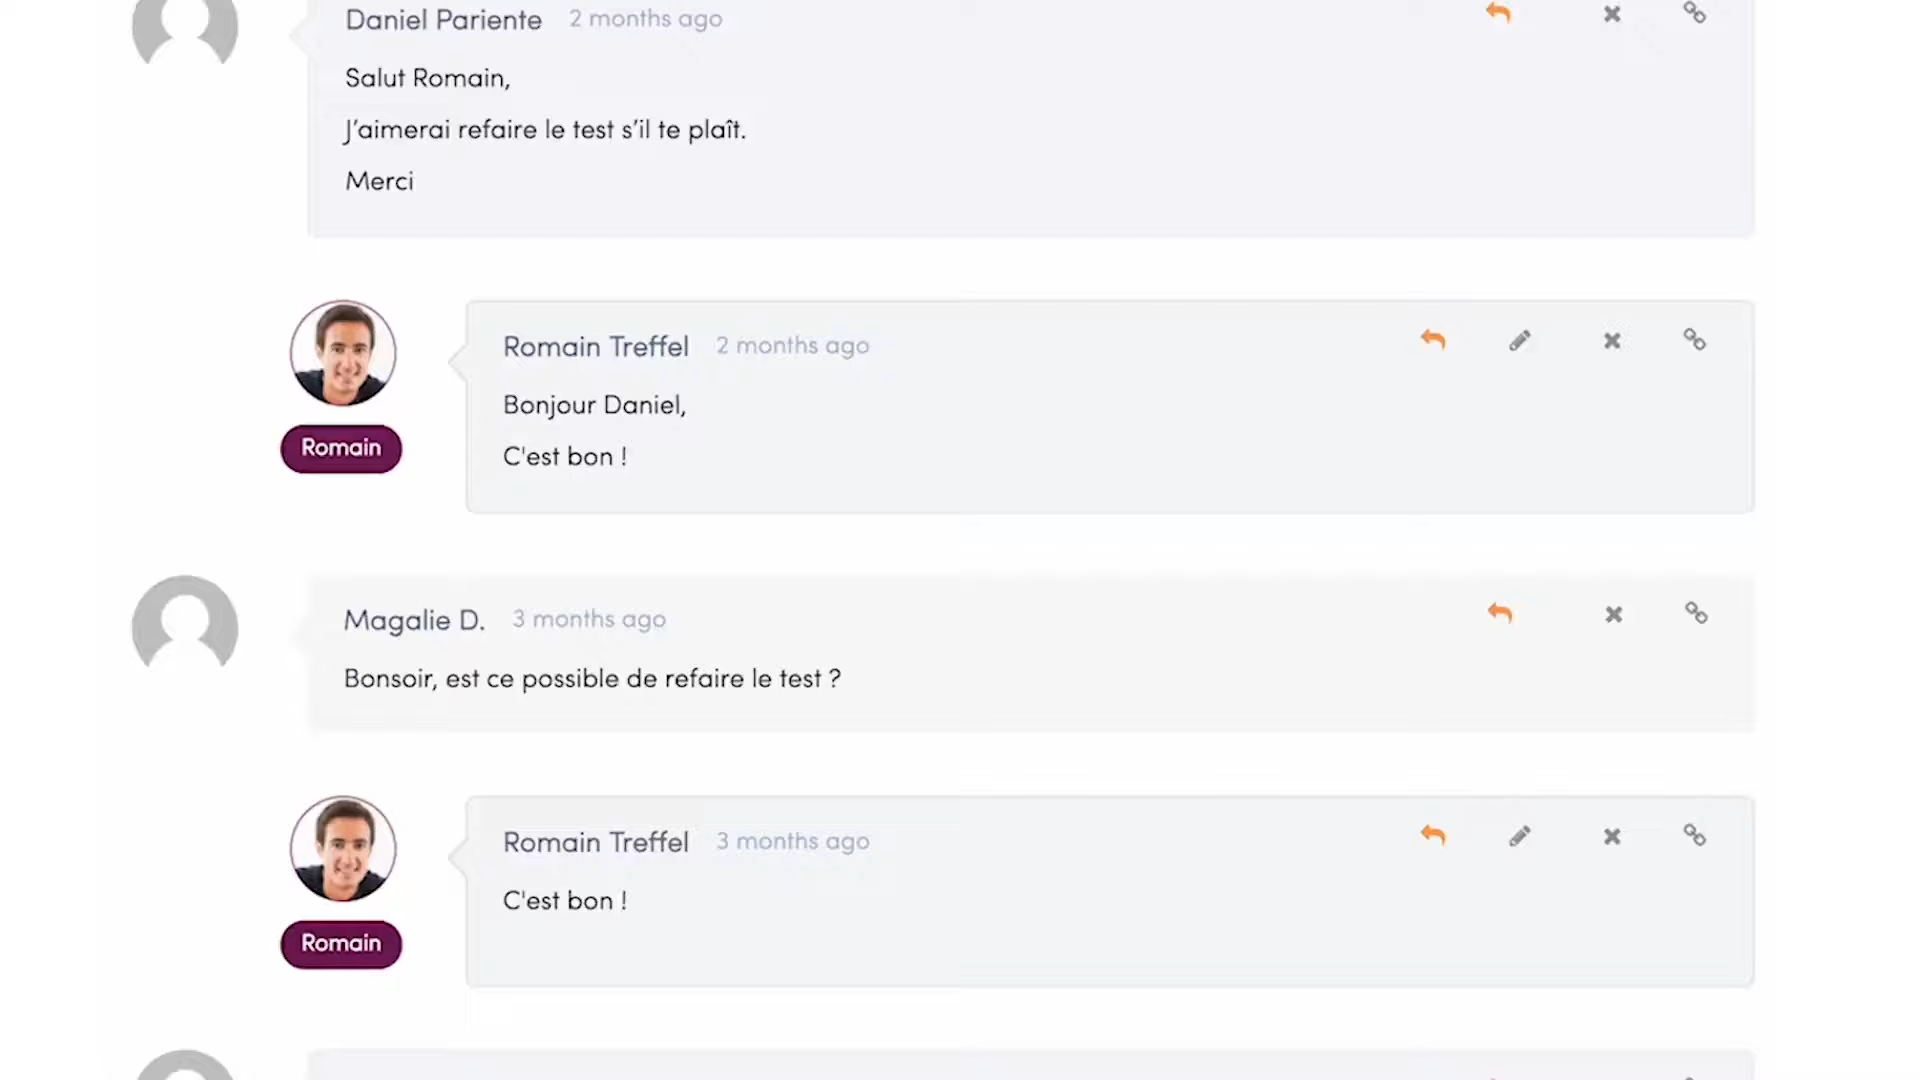 Daniel Pariente 2 months ago
Salut Romain,
J’aimerai refaire le test s’il te plaît.
Merci
Romain Treffel 2 months ago
Bonjour Daniel,
C'est bon !
Romain
Magalie D. 3 months ago
Bonsoir, est ce possible de refaire le test ?
Romain Treffel 3 months ago
C'est bon !
Romain